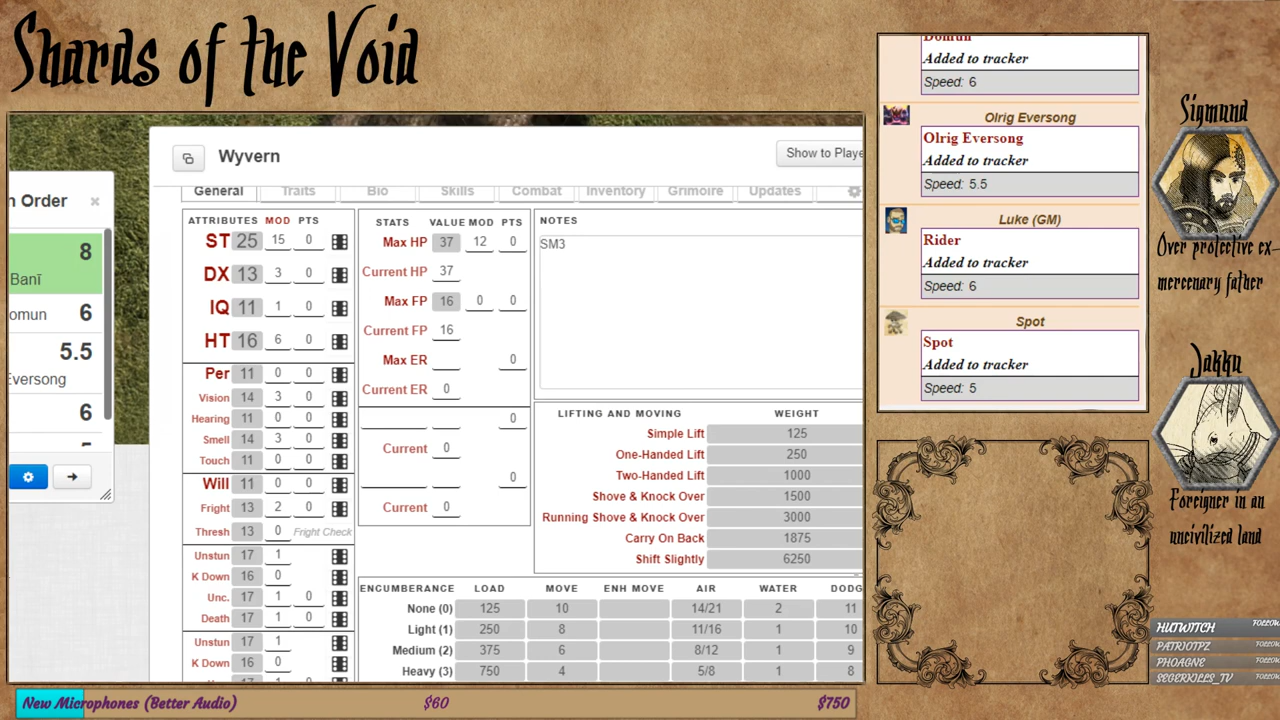 Shards of the Void
n Order
×
8
Banī
omun 6
5.5
Eversong
6
Wyvern
Show to Playe
General Traits Bio Skills Combat Inventory Grimoire Updates
ATTRIBUTES MOD PTS
ST 25 15 0
DX 13 3 0
IQ 11 1 0
HT 16 6 0
Per 11 0 0
Vision 14 3 0
Hearing 11 0 0
Smell 14 3 0
Touch 11 0 0
Will 11 0 0
Fright 13 2 0
Thresh 13 0 Fright Check
Unstun 17 1
K Down 16 0
Unc. 17 1 0
Death 17 1 0
Unstun 17 1
K Down 16 0
STATS VALUE MOD PTS
Max HP 37 12 0
Current HP 37
Max FP 16 0 0
Current FP 16
Max ER 0
Current ER 0
0
Current 0
0
Current 0
NOTES
SM3
LIFTING AND MOVING WEIGHT
Simple Lift 125
One-Handed Lift 250
Two-Handed Lift 1000
Shove & Knock Over 1500
Running Shove & Knock Over 3000
Carry On Back 1875
Shift Slightly 6250
ENCUMBERANCE LOAD MOVE ENH MOVE AIR WATER DODG
None (0) 125 10 14/21 2 11
Light (1) 250 8 11/16 1 10
Medium (2) 375 6 8/12 1 9
Heavy (3) 750 4 5/8 1 8
Domun
Added to tracker
Speed: 6
Olrig Eversong
Olrig Eversong
Added to tracker
Speed: 5.5
Luke (GM)
Rider
Added to tracker
Speed: 6
Spot
Spot
Added to tracker
Speed: 5
Sigmund
Over protective ex-
mercenary father
Jakku
Foreigner in an
uncivilized land
HUTWITCH FOLLOW
PATRIOTPZ FOLLOW
PHOAGNE FOLLOW
SEGERKILLS_TV FOLLOW
New Microphones (Better Audio) $60 $750